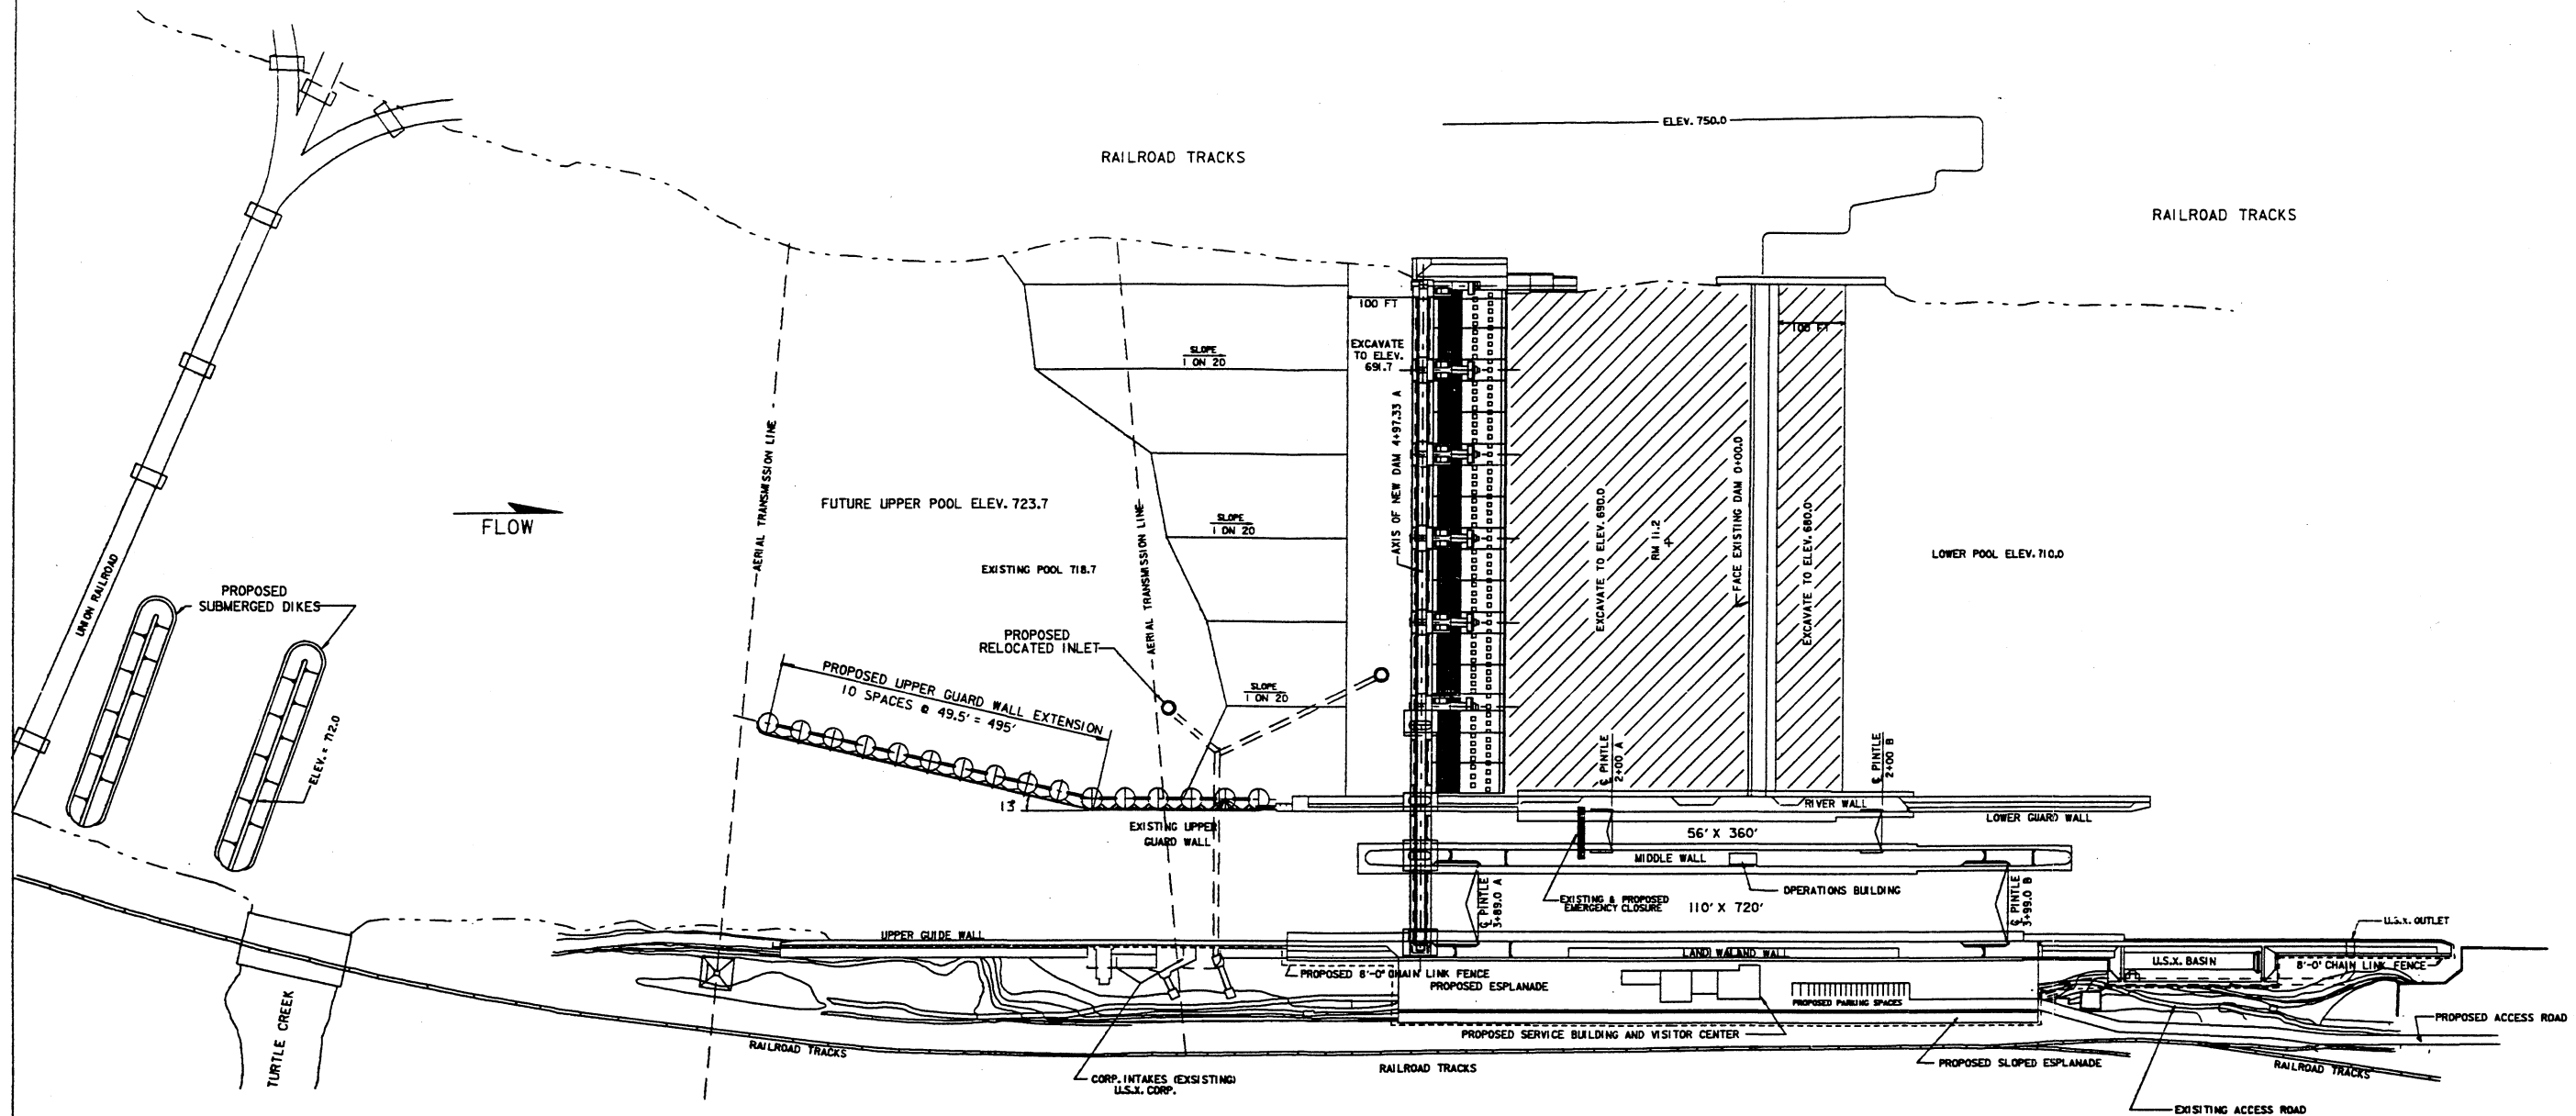 ELEV. 750.0
RAILROAD TRACKS
RAILROAD TRACKS
100 FT
100 FT
EXCAVATE
TO ELEV.
691.7
SLOPE
1 ON 20
SLOPE
1 ON 20
SLOPE
1 ON 20
AXIS OF NEW DAM 4+97.33 A
EXCAVATE TO ELEV. 690.0
RM 11.2
FACE EXISTING DAM 0+00.0
EXCAVATE TO ELEV. 680.0
LOWER POOL ELEV. 710.0
AERIAL TRANSMISSION LINE
AERIAL TRANSMISSION LINE
FUTURE UPPER POOL ELEV. 723.7
FLOW
EXISTING POOL 718.7
UNION RAILROAD
PROPOSED
SUBMERGED DIKES
ELEV. = 712.0
PROPOSED
RELOCATED INLET
PROPOSED UPPER GUARD WALL EXTENSION
10 SPACES @ 49.5' = 495'
13°
EXISTING UPPER
GUARD WALL
℄ PINTLE
2+00 A
℄ PINTLE
2+00 B
RIVER WALL
LOWER GUARD WALL
56' X 360'
MIDDLE WALL
OPERATIONS BUILDING
℄ PINTLE
3+89.0 A
EXISTING & PROPOSED
EMERGENCY CLOSURE
110' X 720'
℄ PINTLE
3+99.0 B
UPPER GUIDE WALL
LAND WALAND WALL
U.S.X. OUTLET
U.S.X. BASIN
8'-0" CHAIN LINK FENCE
PROPOSED 8'-0" CHAIN LINK FENCE
PROPOSED ESPLANADE
PROPOSED PARKING SPACES
PROPOSED SERVICE BUILDING AND VISITOR CENTER
PROPOSED ACCESS ROAD
PROPOSED SLOPED ESPLANADE
TURTLE CREEK
RAILROAD TRACKS
RAILROAD TRACKS
RAILROAD TRACKS
CORP. INTAKES (EXSISTING)
U.S.X. CORP.
EXISITING ACCESS ROAD